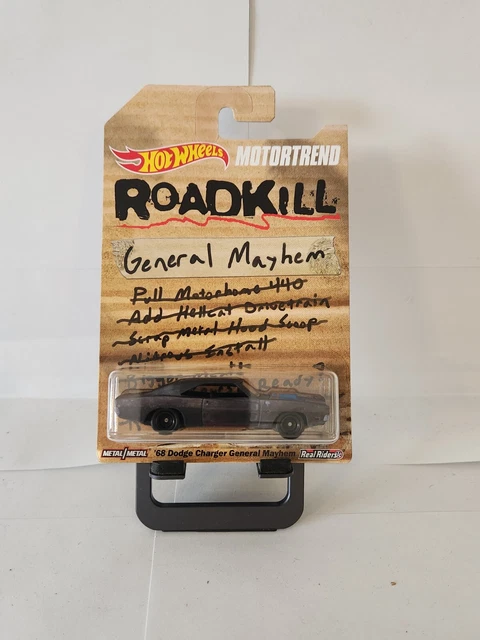 HOT WHEELS MOTORTREND
ROADKILL
General Mayhem
Pull Motorhome 440
Add Hellcat Drivetrain
Scrap Metal Hood Scoop
Nitrous Install
Ready?
METAL/METAL '68 Dodge Charger General Mayhem Real Riders